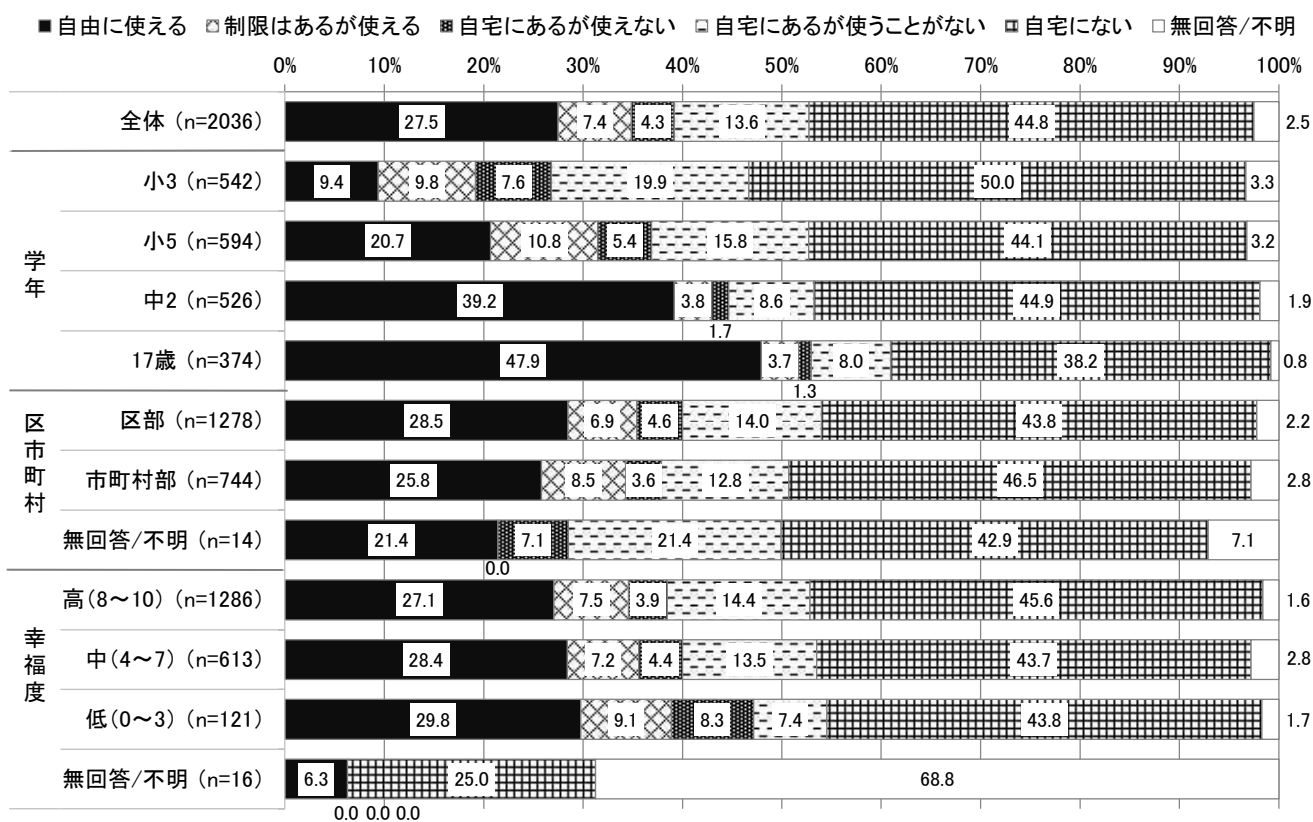 自由に使える 制限はあるが使える 自宅にあるが使えない 自宅にあるが使うことがない 自宅にない 無回答/不明
0% 10% 20% 30% 40% 50% 60% 70% 80% 90% 100%
全体 (n=2036) 27.5 7.4 4.3 13.6 44.8 2.5
学年
小3 (n=542) 9.4 9.8 7.6 19.9 50.0 3.3
小5 (n=594) 20.7 10.8 5.4 15.8 44.1 3.2
中2 (n=526) 39.2 3.8 1.7 8.6 44.9 1.9
17歳 (n=374) 47.9 3.7 1.3 8.0 38.2 0.8
区市町村
区部 (n=1278) 28.5 6.9 4.6 14.0 43.8 2.2
市町村部 (n=744) 25.8 8.5 3.6 12.8 46.5 2.8
無回答/不明 (n=14) 21.4 0.0 7.1 21.4 42.9 7.1
幸福度
高(8～10) (n=1286) 27.1 7.5 3.9 14.4 45.6 1.6
中(4～7) (n=613) 28.4 7.2 4.4 13.5 43.7 2.8
低(0～3) (n=121) 29.8 9.1 8.3 7.4 43.8 1.7
無回答/不明 (n=16) 6.3 0.0 0.0 0.0 25.0 68.8